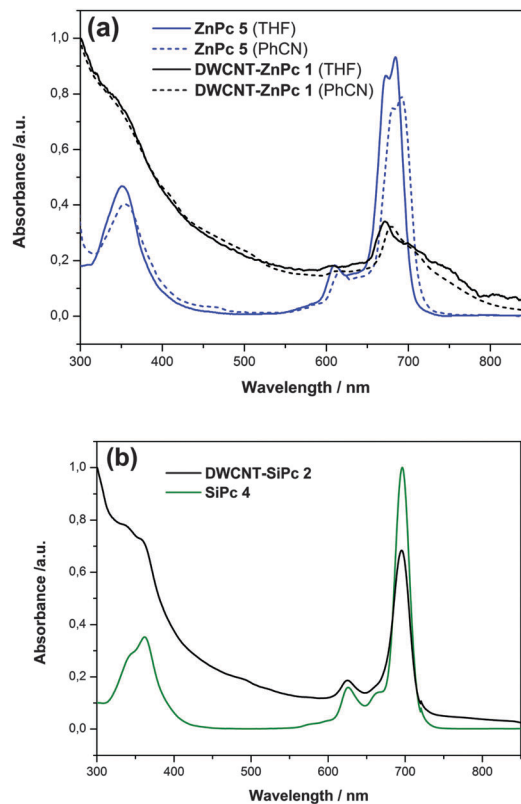 (a)
ZnPc 5 (THF)
ZnPc 5 (PhCN)
DWCNT-ZnPc 1 (THF)
DWCNT-ZnPc 1 (PhCN)
Absorbance /a.u.
1,0
0,8
0,6
0,4
0,2
0,0
300 400 500 600 700 800
Wavelength / nm
(b)
DWCNT-SiPc 2
SiPc 4
Absorbance /a.u.
1,0
0,8
0,6
0,4
0,2
0,0
300 400 500 600 700 800
Wavelength / nm